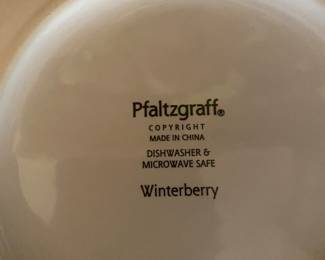 Pfaltzgraff®
COPYRIGHT
MADE IN CHINA
DISHWASHER &
MICROWAVE SAFE
Winterberry